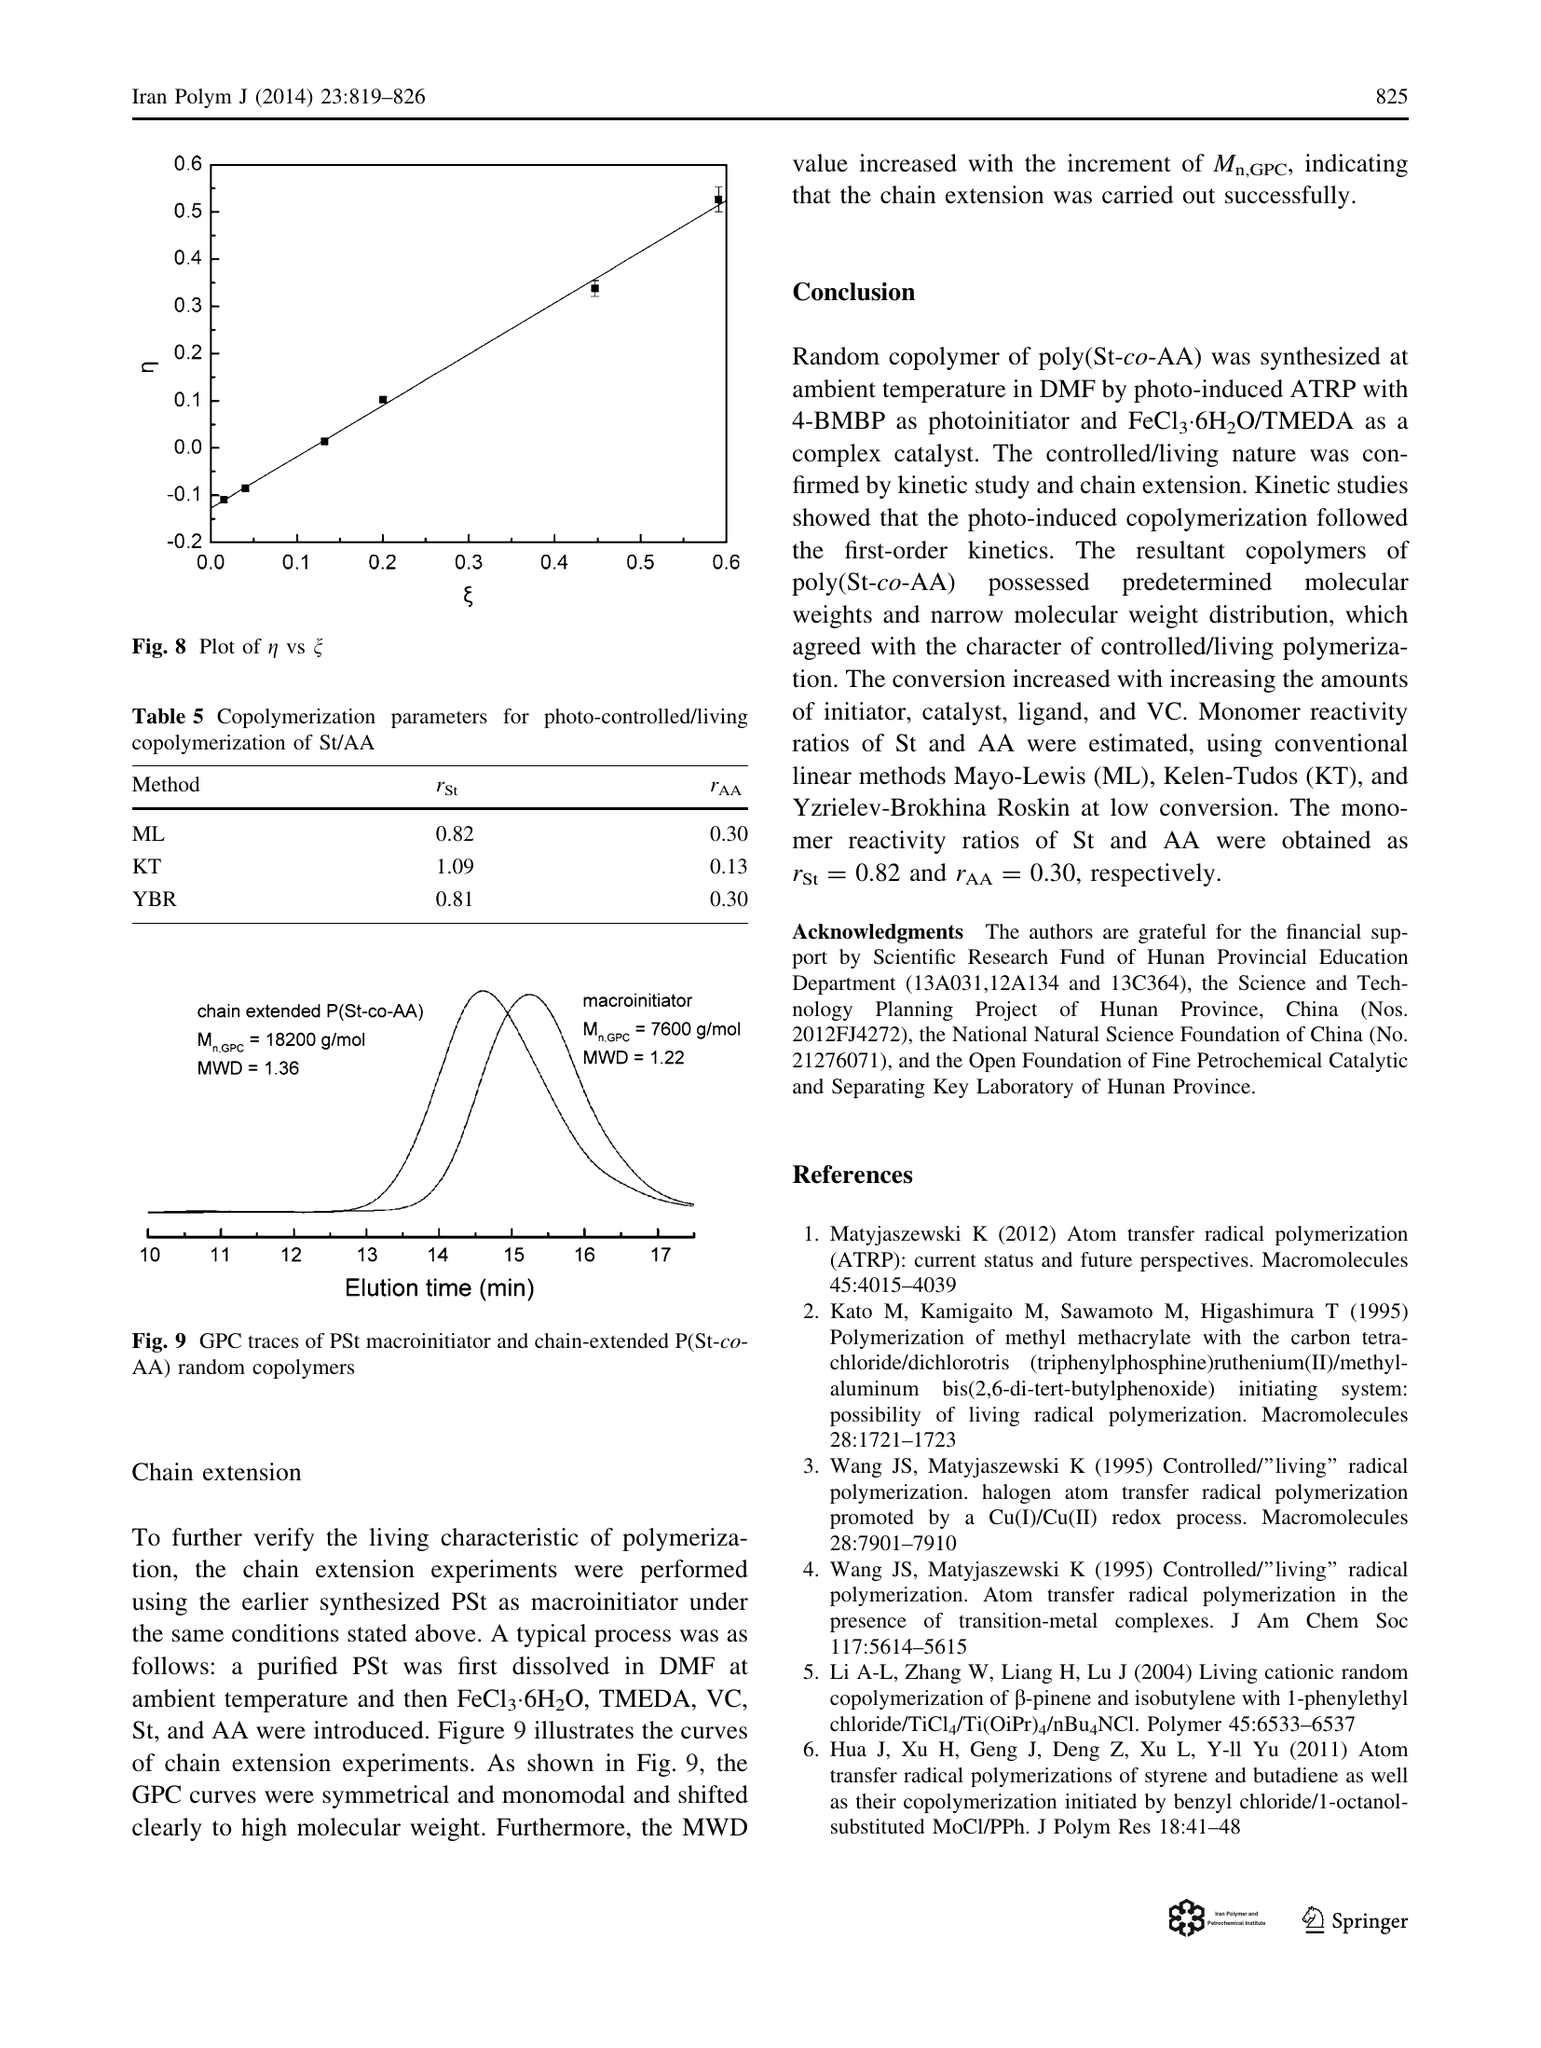 Iran Polym J (2014) 23:819–826
825
0.6
0.5
0.4
0.3
0.2
0.1
0.0
-0.1
-0.2
η
0.0 0.1 0.2 0.3 0.4 0.5 0.6
ξ
Fig. 8 Plot of η vs ξ
Table 5 Copolymerization parameters for photo-controlled/living
copolymerization of St/AA
Method rSt rAA
ML 0.82 0.30
KT 1.09 0.13
YBR 0.81 0.30
chain extended P(St-co-AA)
Mn,GPC = 18200 g/mol
MWD = 1.36
macroinitiator
Mn,GPC = 7600 g/mol
MWD = 1.22
10 11 12 13 14 15 16 17
Elution time (min)
Fig. 9 GPC traces of PSt macroinitiator and chain-extended P(St-co-
AA) random copolymers
Chain extension
To further verify the living characteristic of polymeriza-
tion, the chain extension experiments were performed
using the earlier synthesized PSt as macroinitiator under
the same conditions stated above. A typical process was as
follows: a purified PSt was first dissolved in DMF at
ambient temperature and then FeCl3·6H2O, TMEDA, VC,
St, and AA were introduced. Figure 9 illustrates the curves
of chain extension experiments. As shown in Fig. 9, the
GPC curves were symmetrical and monomodal and shifted
clearly to high molecular weight. Furthermore, the MWD
value increased with the increment of Mn,GPC, indicating
that the chain extension was carried out successfully.
Conclusion
Random copolymer of poly(St-co-AA) was synthesized at
ambient temperature in DMF by photo-induced ATRP with
4-BMBP as photoinitiator and FeCl3·6H2O/TMEDA as a
complex catalyst. The controlled/living nature was con-
firmed by kinetic study and chain extension. Kinetic studies
showed that the photo-induced copolymerization followed
the first-order kinetics. The resultant copolymers of
poly(St-co-AA) possessed predetermined molecular
weights and narrow molecular weight distribution, which
agreed with the character of controlled/living polymeriza-
tion. The conversion increased with increasing the amounts
of initiator, catalyst, ligand, and VC. Monomer reactivity
ratios of St and AA were estimated, using conventional
linear methods Mayo-Lewis (ML), Kelen-Tudos (KT), and
Yzrielev-Brokhina Roskin at low conversion. The mono-
mer reactivity ratios of St and AA were obtained as
rSt = 0.82 and rAA = 0.30, respectively.
Acknowledgments The authors are grateful for the financial sup-
port by Scientific Research Fund of Hunan Provincial Education
Department (13A031,12A134 and 13C364), the Science and Tech-
nology Planning Project of Hunan Province, China (Nos.
2012FJ4272), the National Natural Science Foundation of China (No.
21276071), and the Open Foundation of Fine Petrochemical Catalytic
and Separating Key Laboratory of Hunan Province.
References
1. Matyjaszewski K (2012) Atom transfer radical polymerization
(ATRP): current status and future perspectives. Macromolecules
45:4015–4039
2. Kato M, Kamigaito M, Sawamoto M, Higashimura T (1995)
Polymerization of methyl methacrylate with the carbon tetra-
chloride/dichlorotris (triphenylphosphine)ruthenium(II)/methyl-
aluminum bis(2,6-di-tert-butylphenoxide) initiating system:
possibility of living radical polymerization. Macromolecules
28:1721–1723
3. Wang JS, Matyjaszewski K (1995) Controlled/”living” radical
polymerization. halogen atom transfer radical polymerization
promoted by a Cu(I)/Cu(II) redox process. Macromolecules
28:7901–7910
4. Wang JS, Matyjaszewski K (1995) Controlled/”living” radical
polymerization. Atom transfer radical polymerization in the
presence of transition-metal complexes. J Am Chem Soc
117:5614–5615
5. Li A-L, Zhang W, Liang H, Lu J (2004) Living cationic random
copolymerization of β-pinene and isobutylene with 1-phenylethyl
chloride/TiCl4/Ti(OiPr)4/nBu4NCl. Polymer 45:6533–6537
6. Hua J, Xu H, Geng J, Deng Z, Xu L, Y-ll Yu (2011) Atom
transfer radical polymerizations of styrene and butadiene as well
as their copolymerization initiated by benzyl chloride/1-octanol-
substituted MoCl/PPh. J Polym Res 18:41–48
Iran Polymer and
Petrochemical Institute
Springer